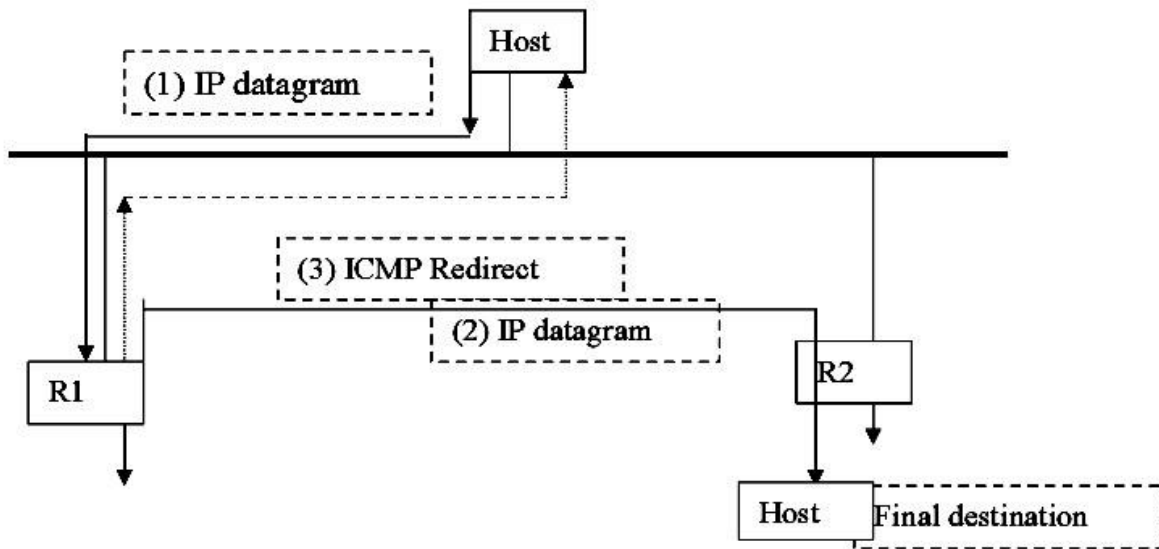 Host
(1) IP datagram
(3) ICMP Redirect
(2) IP datagram
R1
R2
Host
Final destination